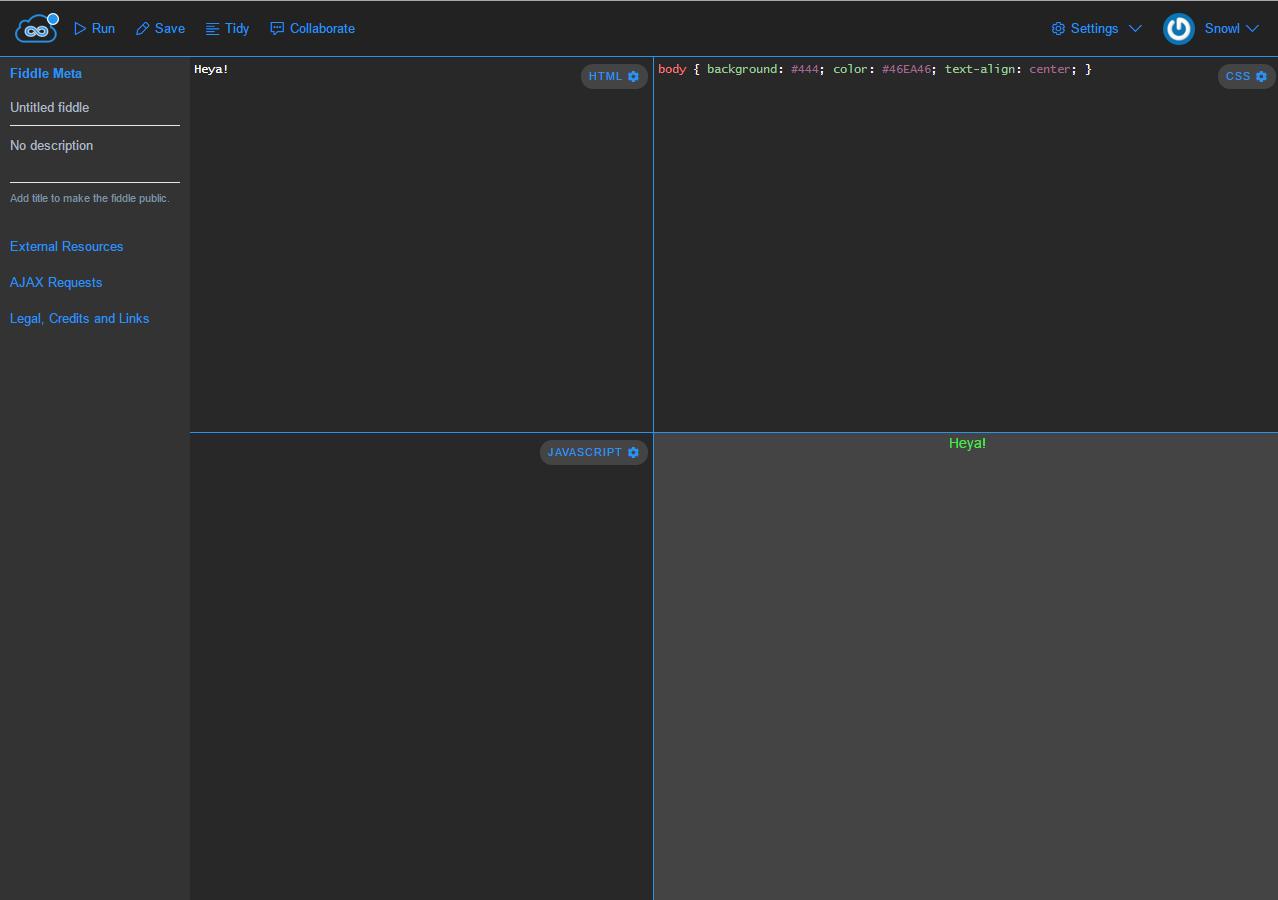 Run Save Tidy Collaborate Settings Snowl
Fiddle Meta
Untitled fiddle
No description
Add title to make the fiddle public.
External Resources
AJAX Requests
Legal, Credits and Links
Heya!
HTML
body { background: #444; color: #46EA46; text-align: center; }
CSS
JAVASCRIPT
Heya!